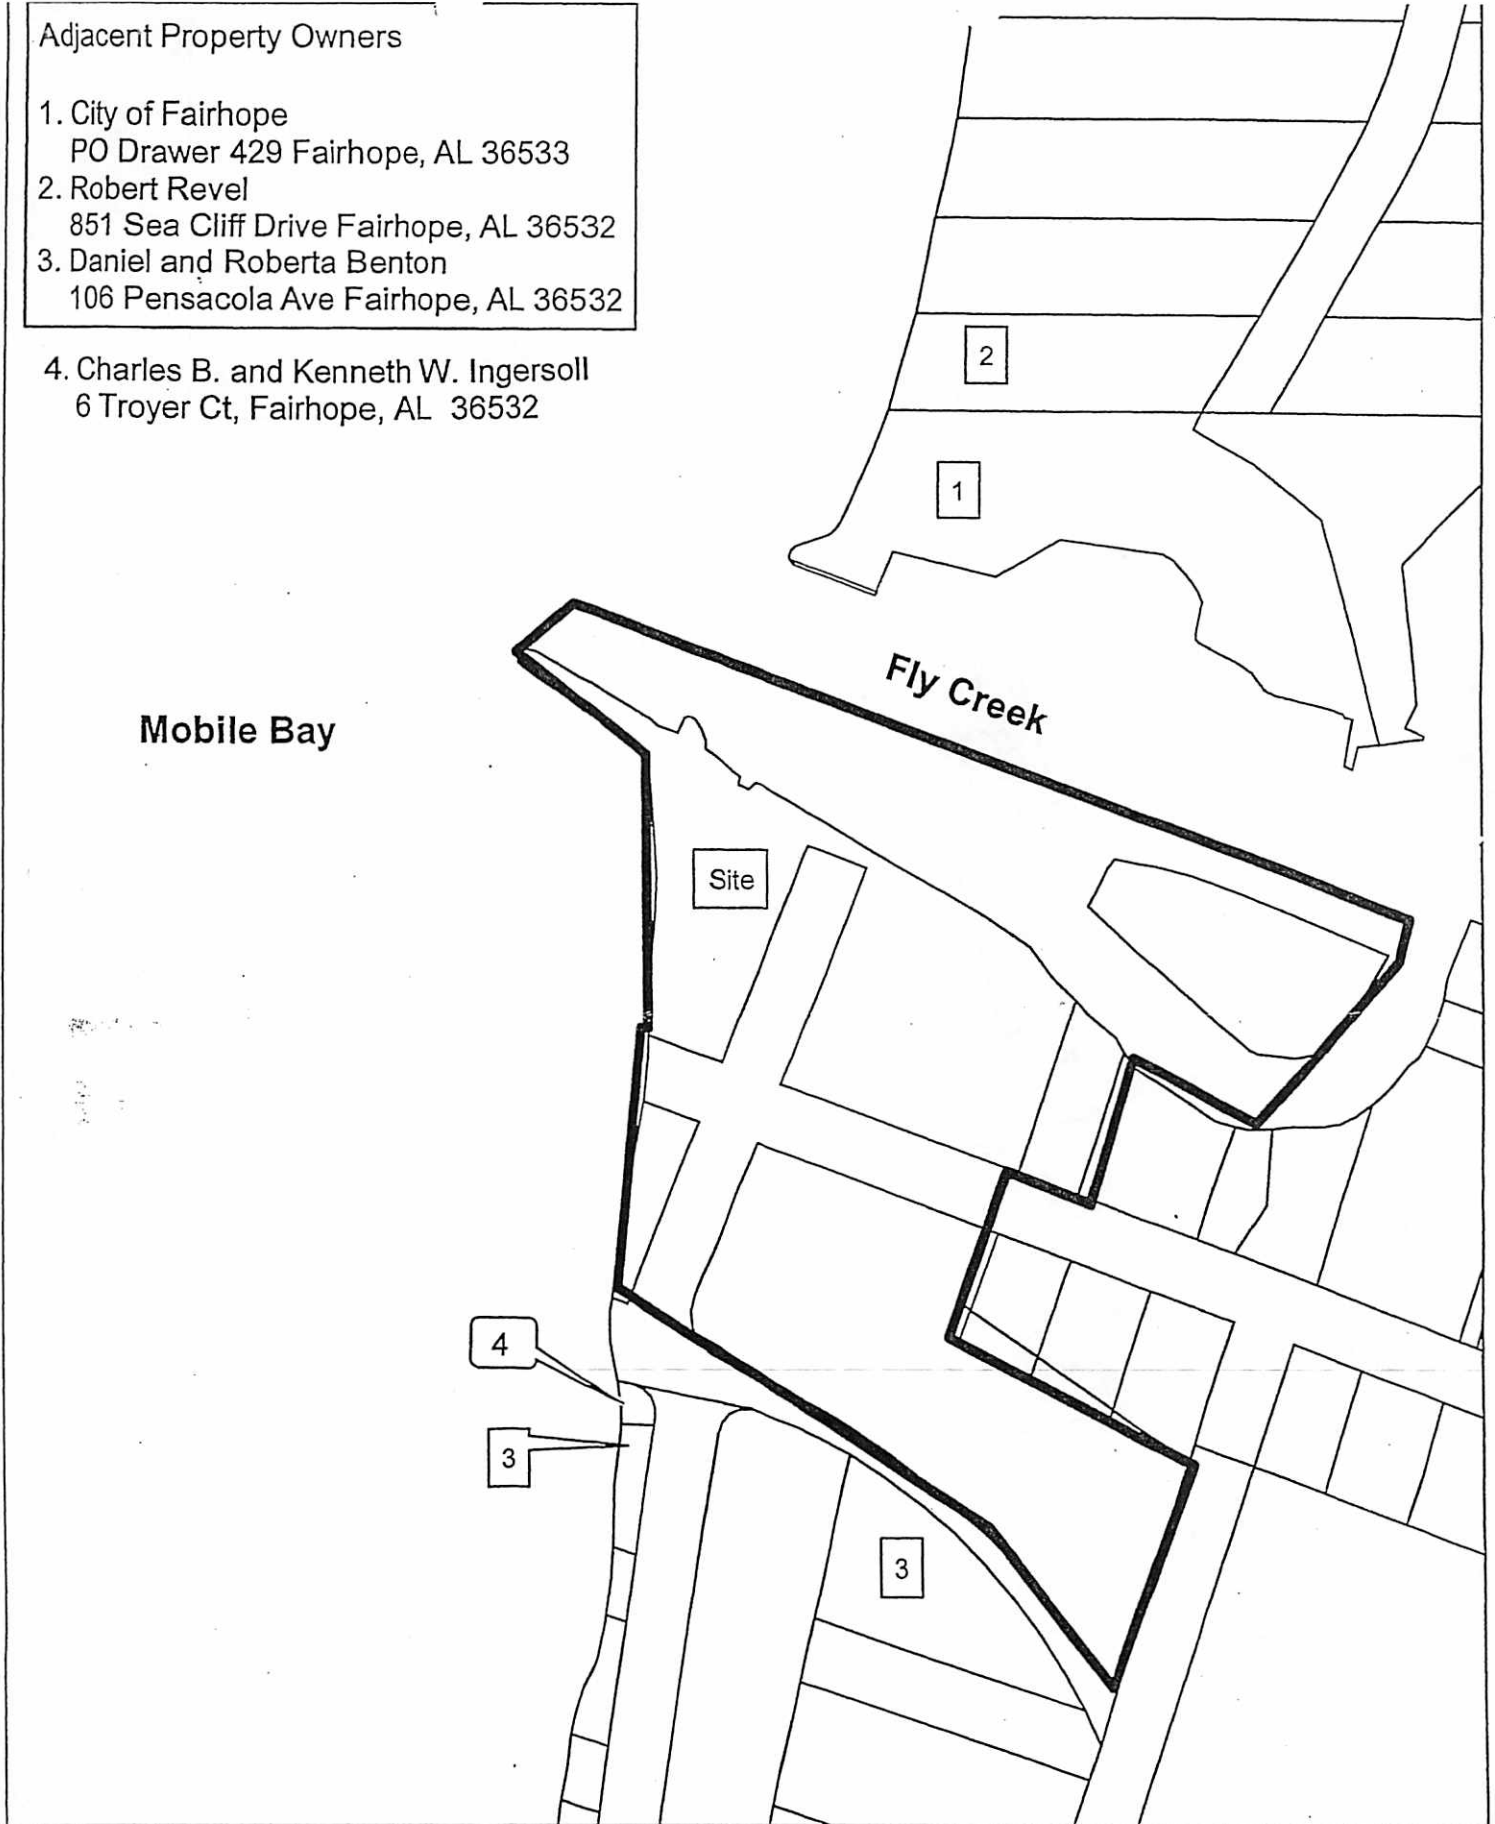 Adjacent Property Owners
1. City of Fairhope
PO Drawer 429 Fairhope, AL 36533
2. Robert Revel
851 Sea Cliff Drive Fairhope, AL 36532
3. Daniel and Roberta Benton
106 Pensacola Ave Fairhope, AL 36532
4. Charles B. and Kenneth W. Ingersoll
6 Troyer Ct, Fairhope, AL 36532
2
1
Fly Creek
Mobile Bay
Site
4
3
3